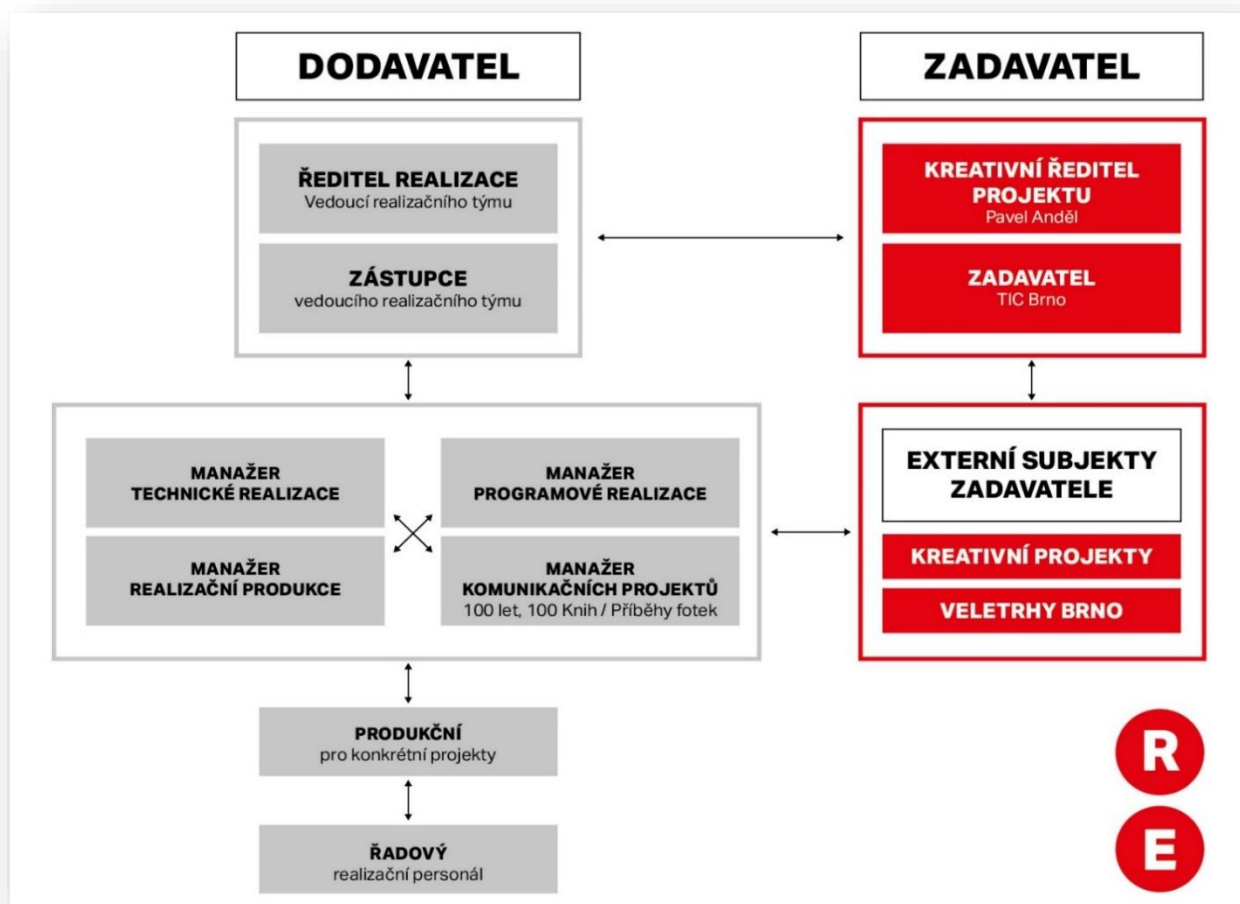 DODAVATEL
ZADAVATEL
ŘEDITEL REALIZACE
Vedoucí realizačního týmu
ZÁSTUPCE
vedoucího realizačního týmu
KREATIVNÍ ŘEDITEL
PROJEKTU
Pavel Anděl
ZADAVATEL
TIC Brno
MANAŽER
TECHNICKÉ REALIZACE
MANAŽER
PROGRAMOVÉ REALIZACE
MANAŽER
REALIZAČNÍ PRODUKCE
MANAŽER
KOMUNIKAČNÍCH PROJEKTŮ
100 let, 100 Knih / Příběhy fotek
EXTERNÍ SUBJEKTY
ZADAVATELE
KREATIVNÍ PROJEKTY
VELETRHY BRNO
PRODUKČNÍ
pro konkrétní projekty
ŘADOVÝ
realizační personál
R
E